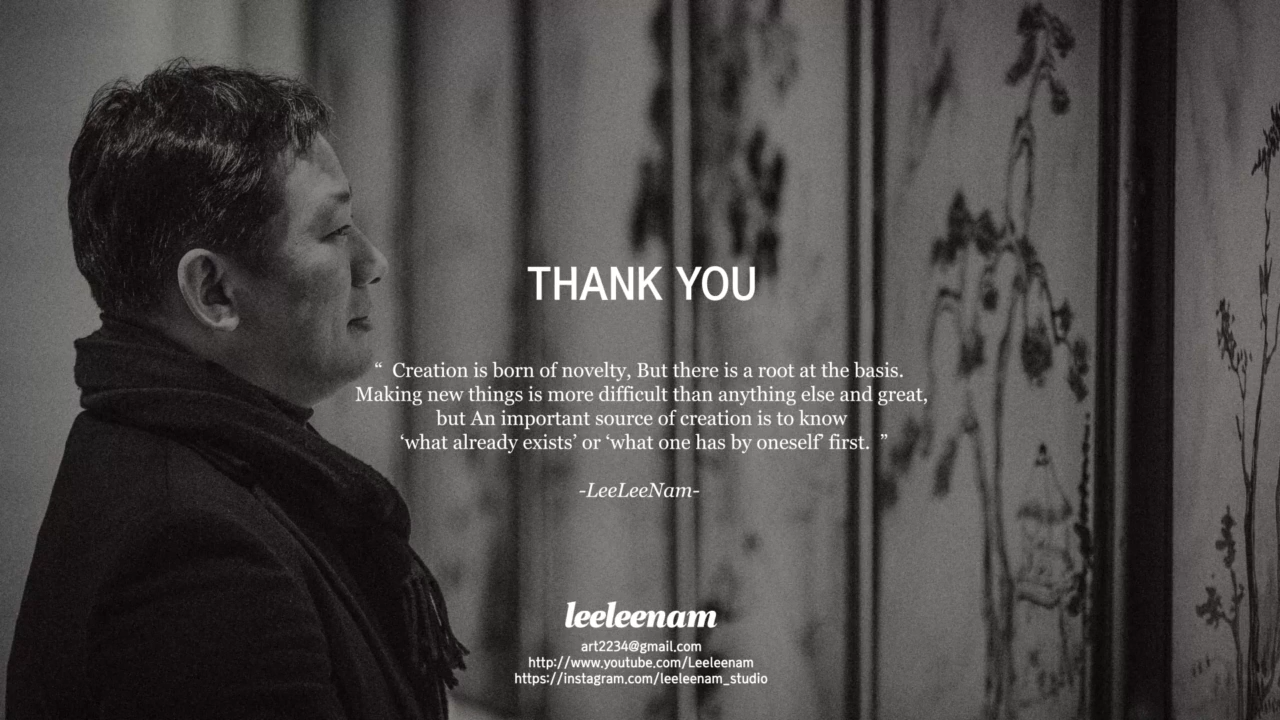 THANK YOU
“ Creation is born of novelty, But there is a root at the basis.
Making new things is more difficult than anything else and great,
but An important source of creation is to know
‘what already exists’ or ‘what one has by oneself’ first. ”
-LeeLeeNam-
leeleenam
art2234@gmail.com
http://www.youtube.com/Leeleenam
https://instagram.com/leeleenam_studio